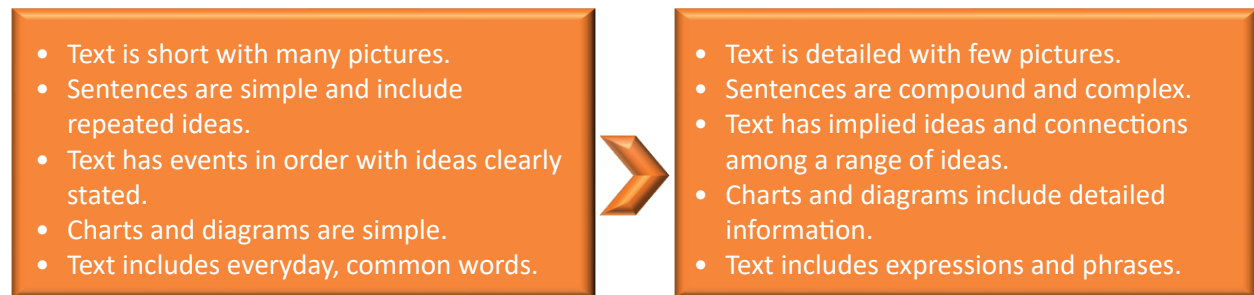 • Text is short with many pictures.
• Sentences are simple and include
repeated ideas.
• Text has events in order with ideas clearly
stated.
• Charts and diagrams are simple.
• Text includes everyday, common words.
• Text is detailed with few pictures.
• Sentences are compound and complex.
• Text has implied ideas and connections
among a range of ideas.
• Charts and diagrams include detailed
information.
• Text includes expressions and phrases.